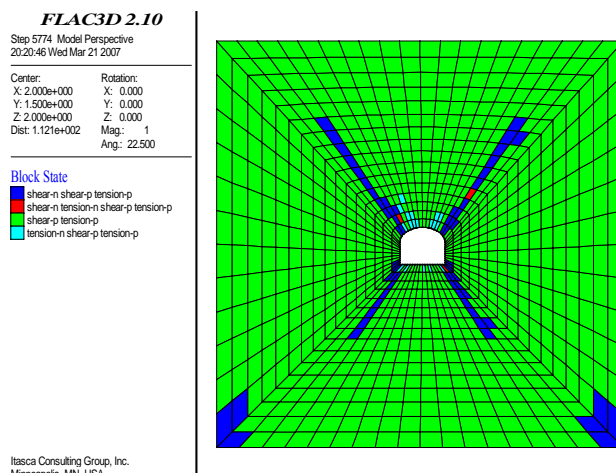 FLAC3D 2.10
Step 5774 Model Perspective
20:20:46 Wed Mar 21 2007
Center:
X: 2.000e+000
Y: 1.500e+000
Z: 2.000e+000
Dist: 1.121e+002
Rotation:
X: 0.000
Y: 0.000
Z: 0.000
Mag.: 1
Ang.: 22.500
Block State
shear-n shear-p tension-p
shear-n tension-n shear-p tension-p
shear-p tension-p
tension-n shear-p tension-p
Itasca Consulting Group, Inc.
Minneapolis, MN USA